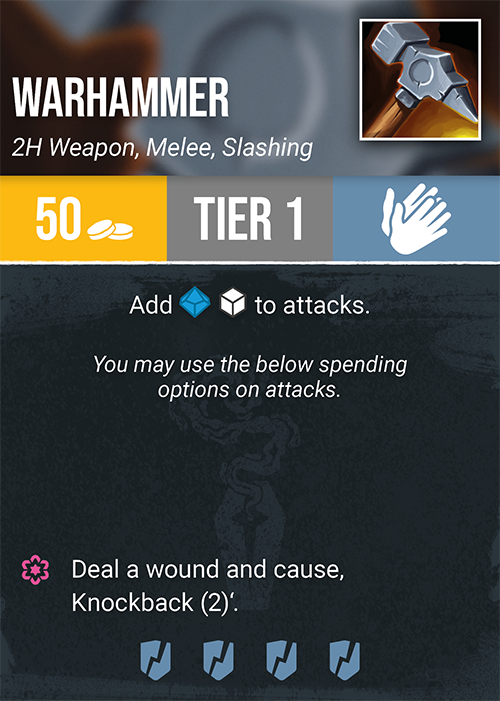 WARHAMMER
2H Weapon, Melee, Slashing
50
TIER 1
Add to attacks.
You may use the below spending
options on attacks.
Deal a wound and cause,
Knockback (2)‘.